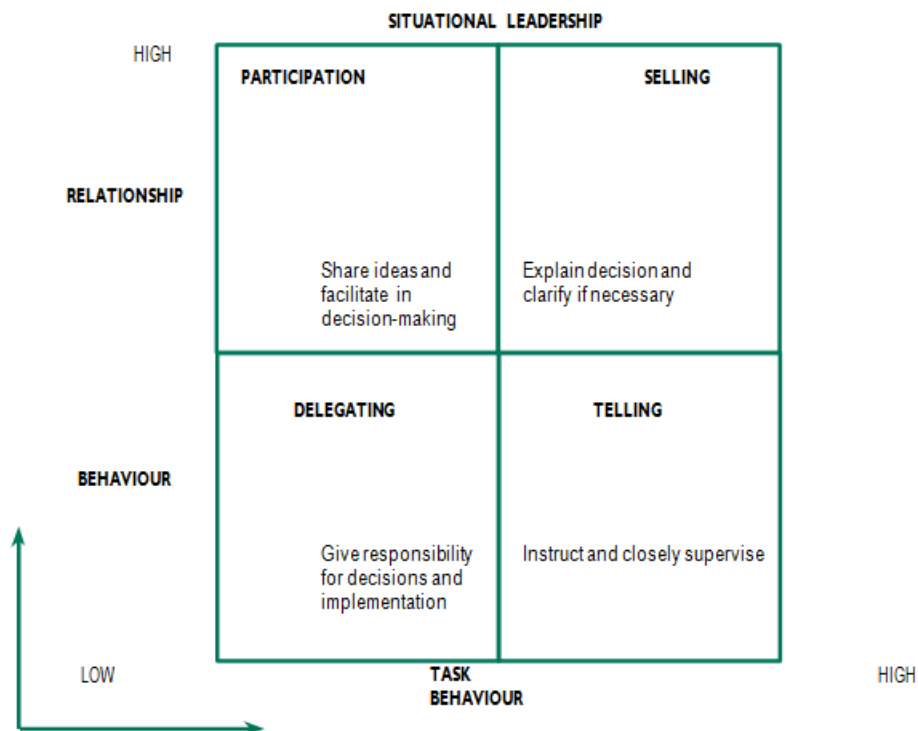 SITUATIONAL LEADERSHIP
HIGH
PARTICIPATION
SELLING
RELATIONSHIP
Share ideas and
facilitate in
decision-making
Explain decision and
clarify if necessary
DELEGATING
TELLING
BEHAVIOUR
Give responsibility
for decisions and
implementation
Instruct and closely supervise
LOW
TASK
BEHAVIOUR
HIGH